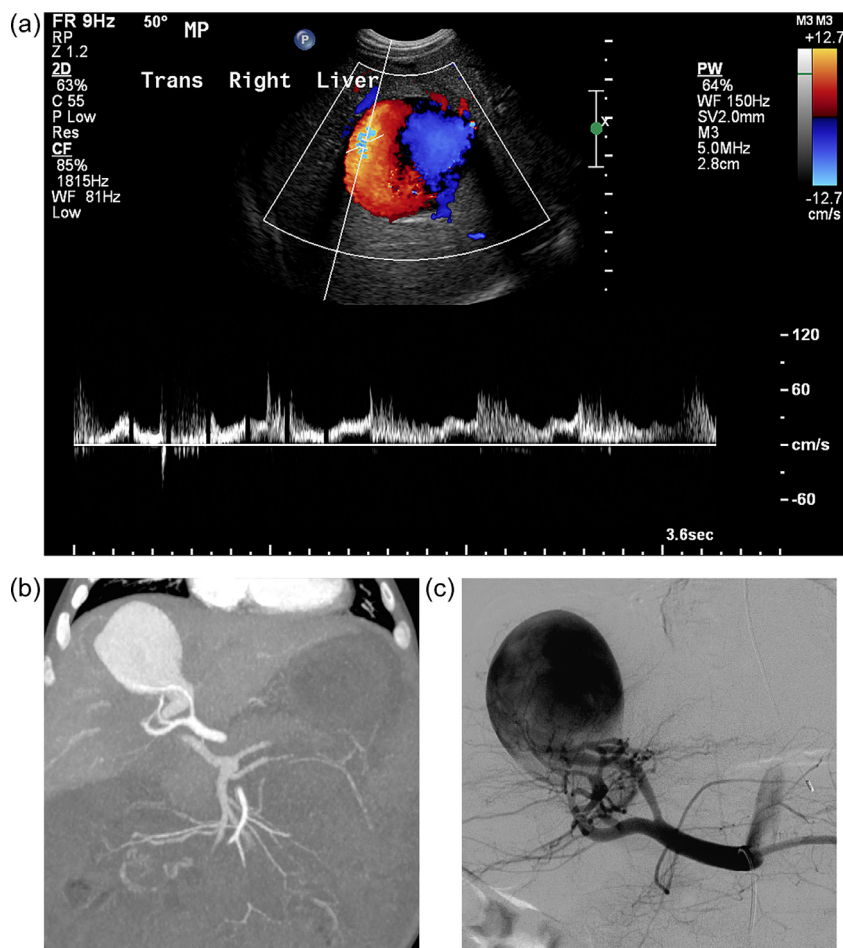 (a)
FR 9Hz 50° MP
RP
Z 1.2
2D
63%
C 55
P Low
Res
CF
85%
1815Hz
WF 81Hz
Low
P
Trans Right Liver
x
M3 M3
+12.7
-12.7
cm/s
PW
64%
WF 150Hz
SV2.0mm
M3
5.0MHz
2.8cm
120
60
cm/s
-60
3.6sec
(b)
(c)